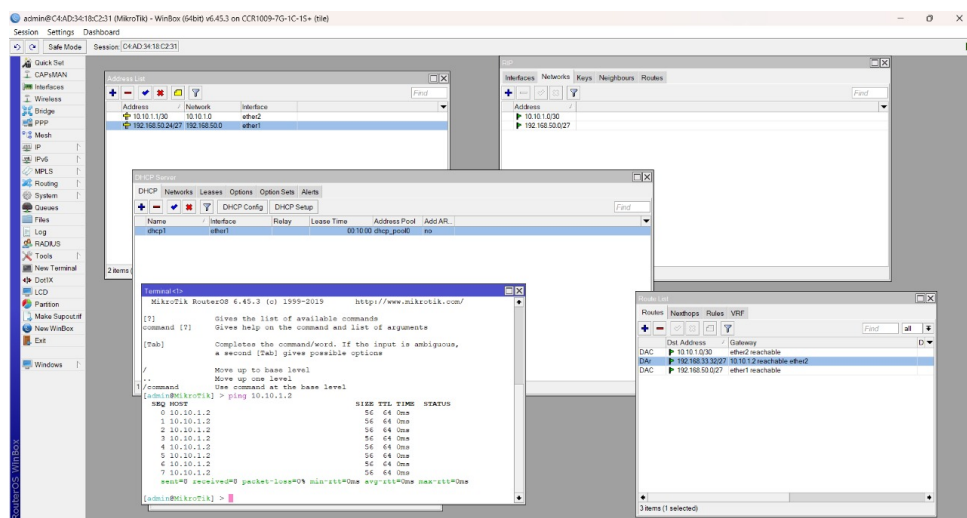 admin@C4:AD:34:18:C2:31 (MikroTik) - WinBox (64bit) v6.45.3 on CCR1009-7G-1C-1S+ (tile)
Session Settings Dashboard
Safe Mode Session: C4:AD:34:18:C2:31
Quick Set
CAPsMAN
Interfaces
Wireless
Bridge
PPP
Mesh
IP
IPv6
MPLS
Routing
System
Queues
Files
Log
RADIUS
Tools
New Terminal
Dot1X
LCD
Partition
Make Supout.rif
New WinBox
Exit
Windows
RouterOS WinBox
Address List
Find
Address Network Interface
10.10.1.1/30 10.10.1.0 ether2
192.168.50.24/27 192.168.50.0 ether1
2 items (
RIP
Interfaces Networks Keys Neighbours Routes
Find
Address
10.10.1.0/30
192.168.50.0/27
DHCP Server
DHCP Networks Leases Options Option Sets Alerts
DHCP Config DHCP Setup Find
Name Interface Relay Lease Time Address Pool Add AR...
dhcp1 ether1 00:10:00 dhcp_pool0 no
1
Terminal <1>
MikroTik RouterOS 6.45.3 (c) 1999-2019 http://www.mikrotik.com/
[?] Gives the list of available commands
command [?] Gives help on the command and list of arguments
[Tab] Completes the command/word. If the input is ambiguous,
a second [Tab] gives possible options
/ Move up to base level
.. Move up one level
/command Use command at the base level
[admin@MikroTik] > ping 10.10.1.2
SEQ HOST SIZE TTL TIME STATUS
0 10.10.1.2 56 64 0ms
1 10.10.1.2 56 64 0ms
2 10.10.1.2 56 64 0ms
3 10.10.1.2 56 64 0ms
4 10.10.1.2 56 64 0ms
5 10.10.1.2 56 64 0ms
6 10.10.1.2 56 64 0ms
7 10.10.1.2 56 64 0ms
sent=8 received=8 packet-loss=0% min-rtt=0ms avg-rtt=0ms max-rtt=0ms
[admin@MikroTik] >
Route List
Routes Nexthops Rules VRF
Find all
Dst. Address Gateway D
DAC 10.10.1.0/30 ether2 reachable
DAr 192.168.33.32/27 10.10.1.2 reachable ether2
DAC 192.168.50.0/27 ether1 reachable
3 items (1 selected)